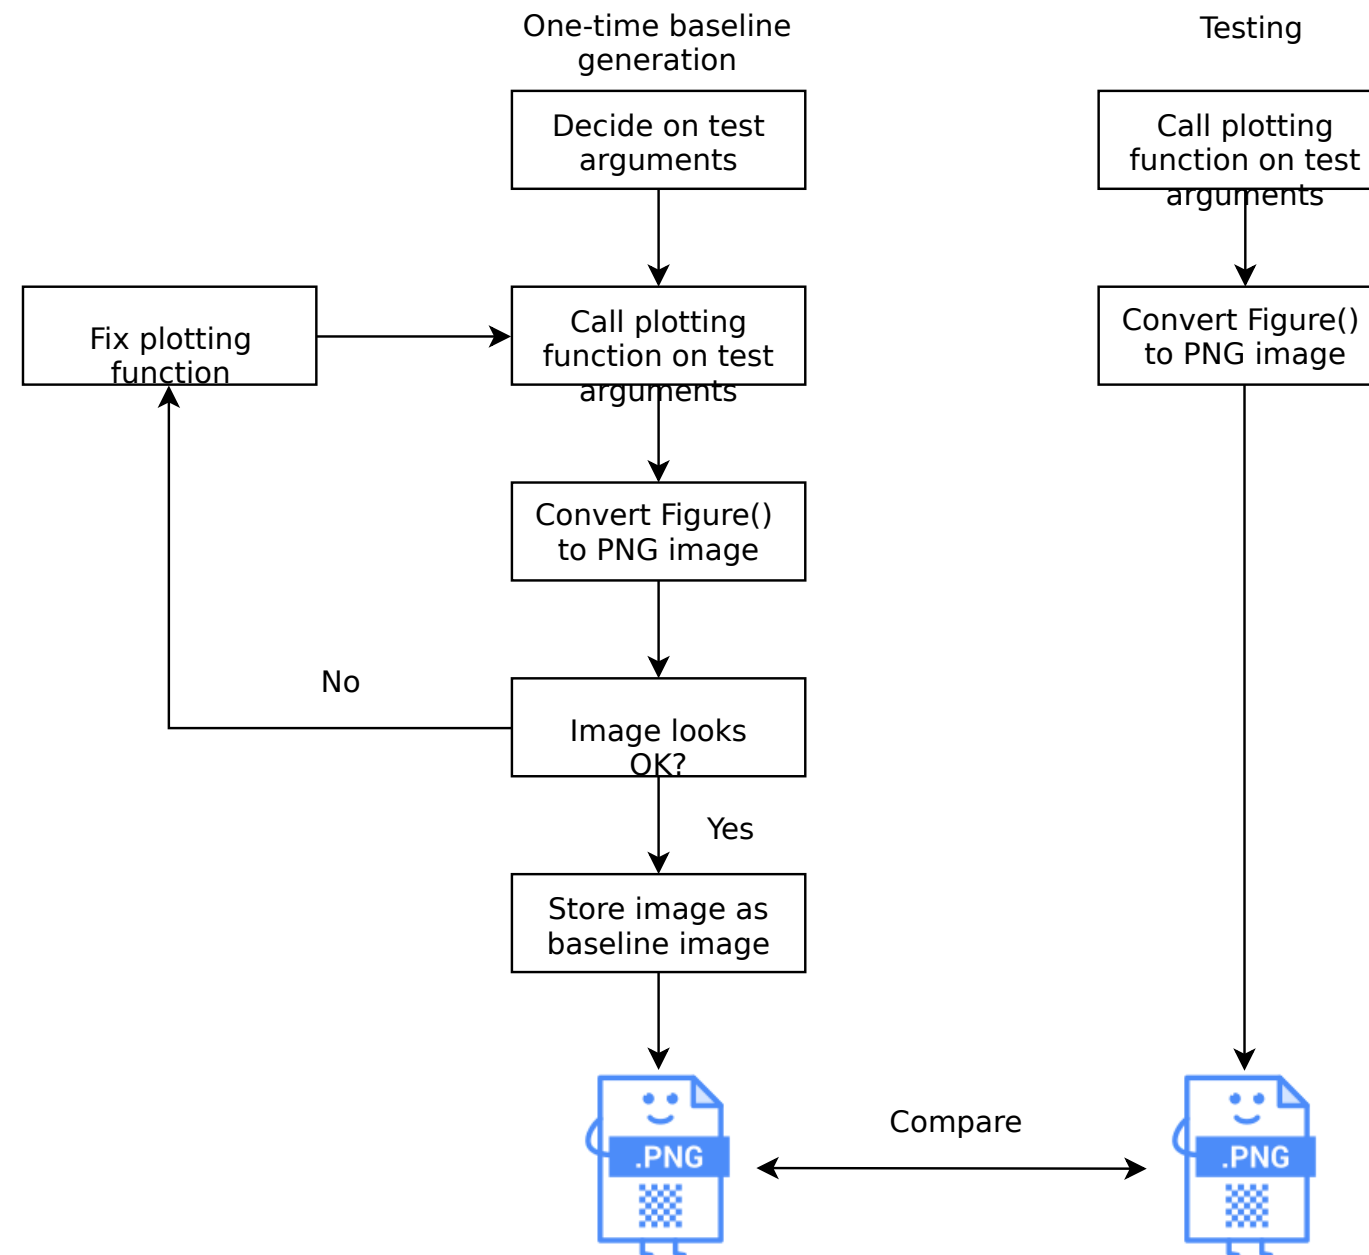 One-time baseline
generation
Testing
Decide on test
arguments
Call plotting
function on test
arguments
Fix plotting
function
Call plotting
function on test
arguments
Convert Figure()
to PNG image
Convert Figure()
to PNG image
No
Image looks
OK?
Yes
Store image as
baseline image
Compare
.PNG
.PNG